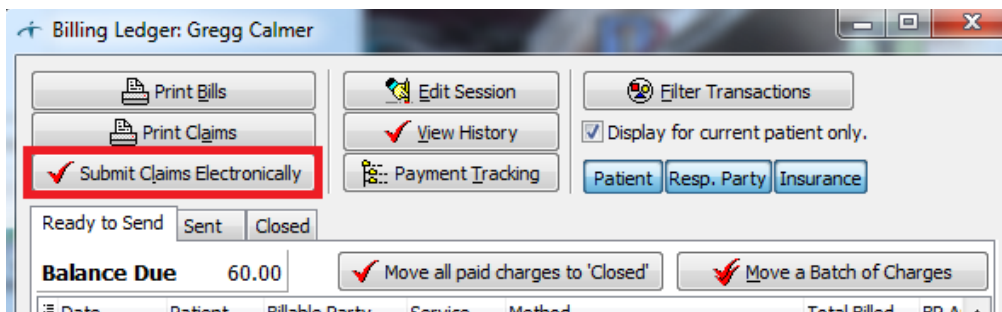 Billing Ledger: Gregg Calmer
Print Bills Edit Session Filter Transactions
Print Claims View History Display for current patient only.
Submit Claims Electronically Payment Tracking Patient Resp. Party Insurance
Ready to Send Sent Closed
Balance Due 60.00 Move all paid charges to 'Closed' Move a Batch of Charges
Date Patient Billable Party Service Method Total Billed BP A